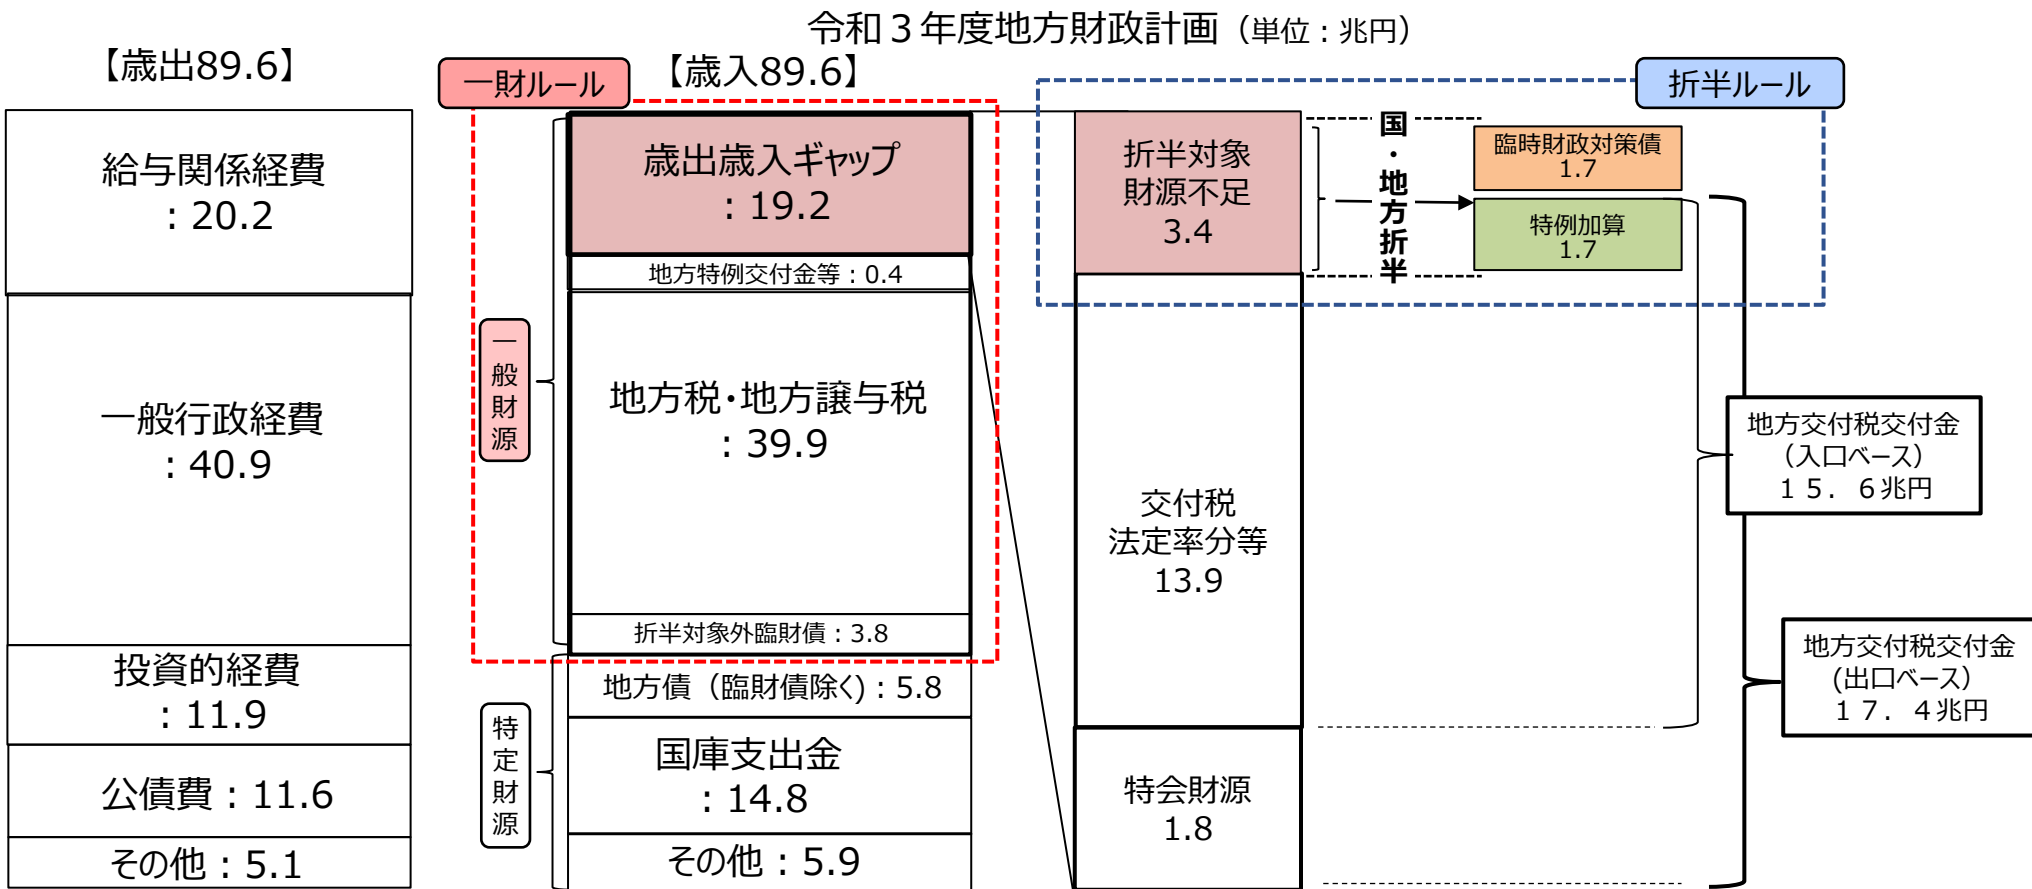 令和３年度地方財政計画（単位：兆円）
【歳出89.6】
給与関係経費
：20.2
一般行政経費
：40.9
投資的経費
：11.9
公債費：11.6
その他：5.1
一財ルール
【歳入89.6】
歳出歳入ギャップ
：19.2
地方特例交付金等：0.4
地方税・地方譲与税
：39.9
折半対象外臨財債：3.8
地方債（臨財債除く）：5.8
国庫支出金
：14.8
その他：5.9
一般財源
特定財源
折半ルール
折半対象
財源不足
3.4
交付税
法定率分等
13.9
特会財源
1.8
国・地方折半
臨時財政対策債
1.7
特例加算
1.7
地方交付税交付金
（入口ベース）
１５．６兆円
地方交付税交付金
（出口ベース）
１７．４兆円